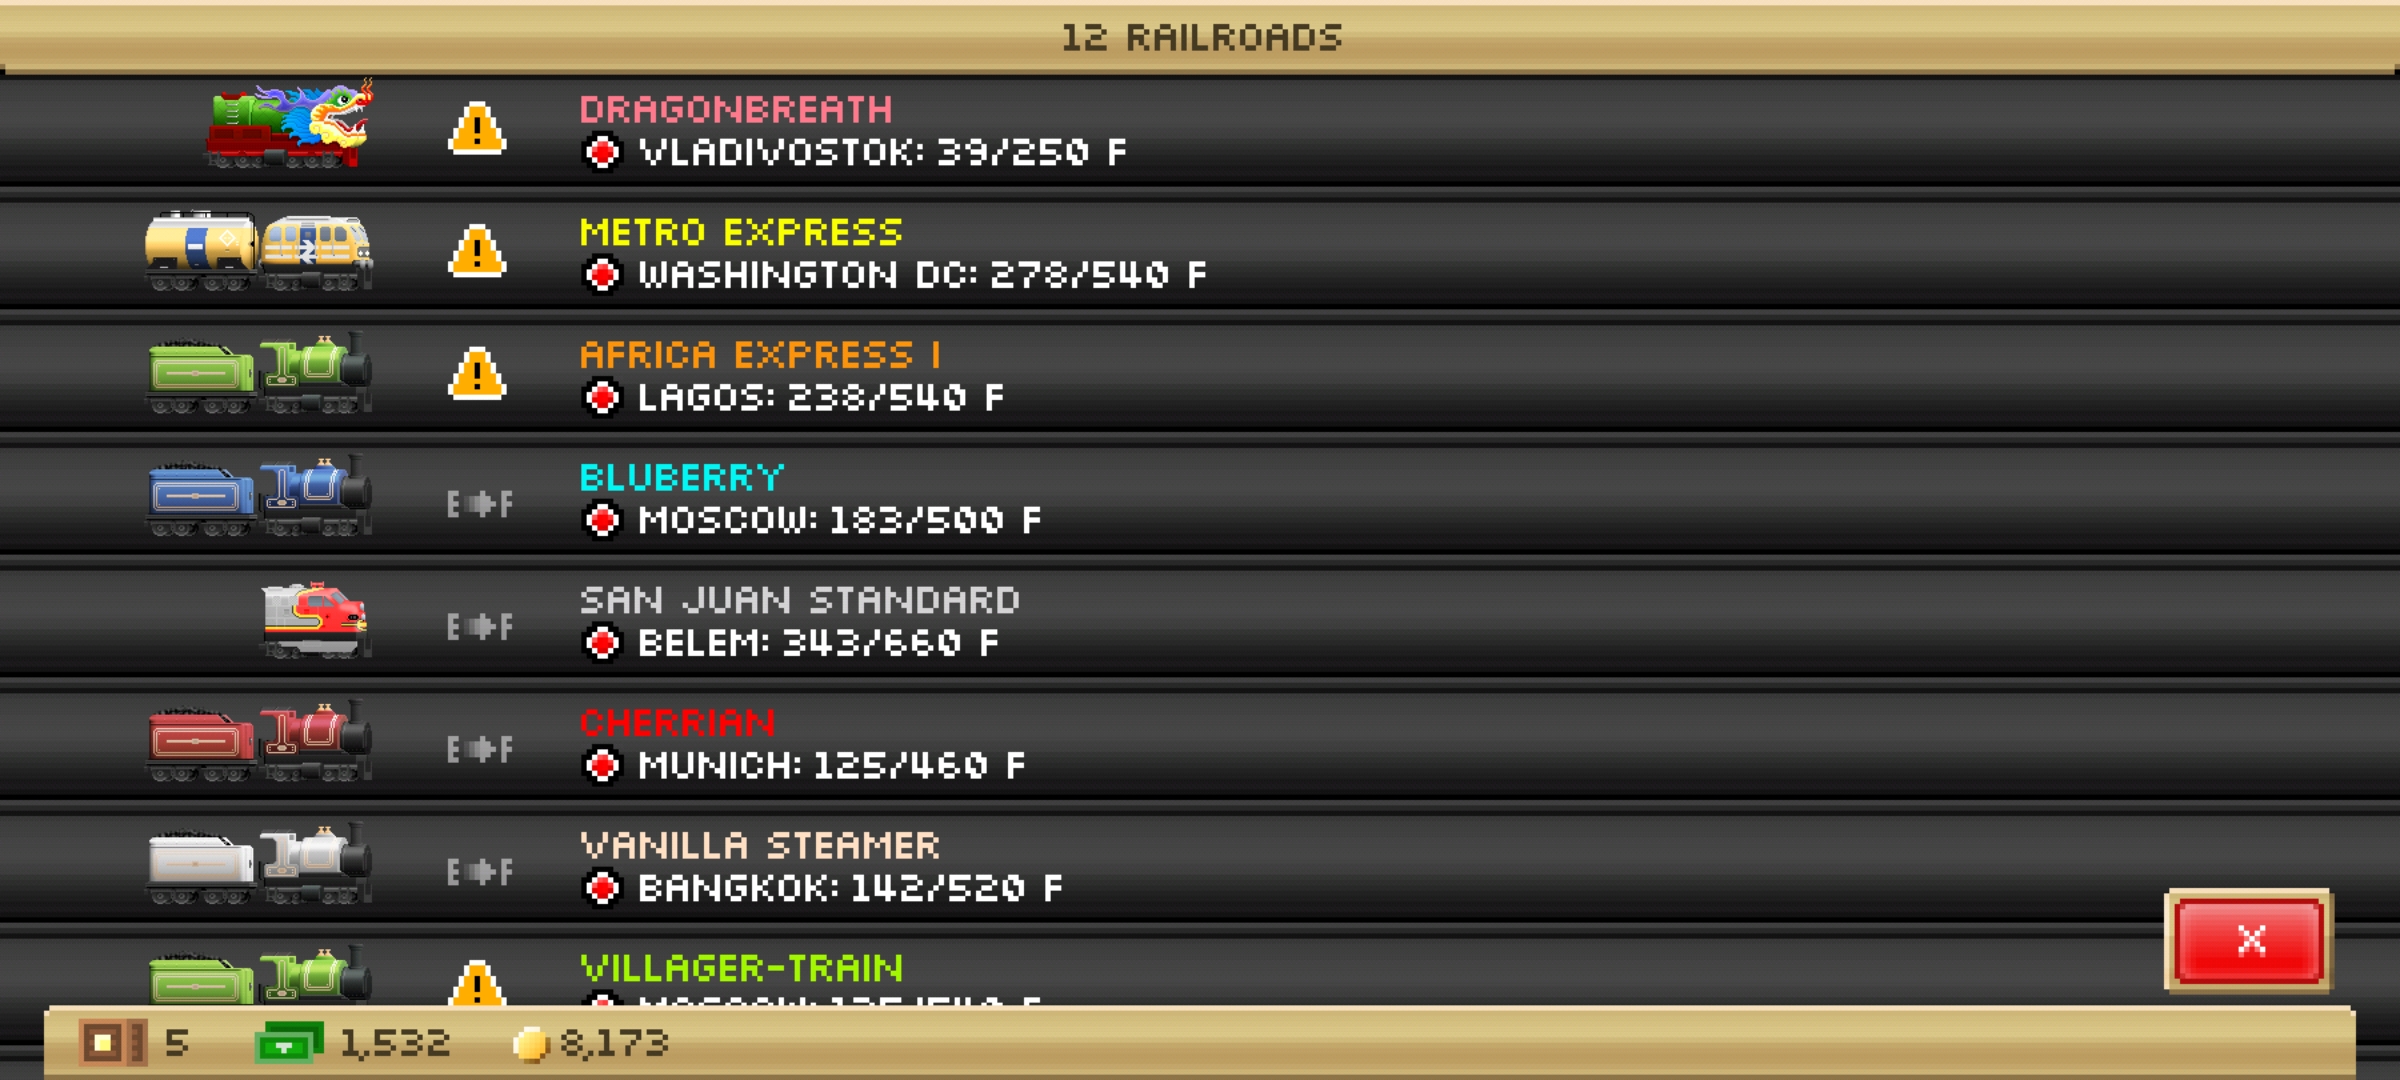 12 RAILROADS
DRAGONBREATH
VLADIVOSTOK: 39/250 F
METRO EXPRESS
WASHINGTON DC: 278/540 F
AFRICA EXPRESS I
LAGOS: 238/540 F
E F
BLUBERRY
MOSCOW: 183/500 F
E F
SAN JUAN STANDARD
BELEM: 343/660 F
E F
CHERRIAN
MUNICH: 125/460 F
E F
VANILLA STEAMER
BANGKOK: 142/520 F
VILLAGER-TRAIN
X
5 1,532 8,173